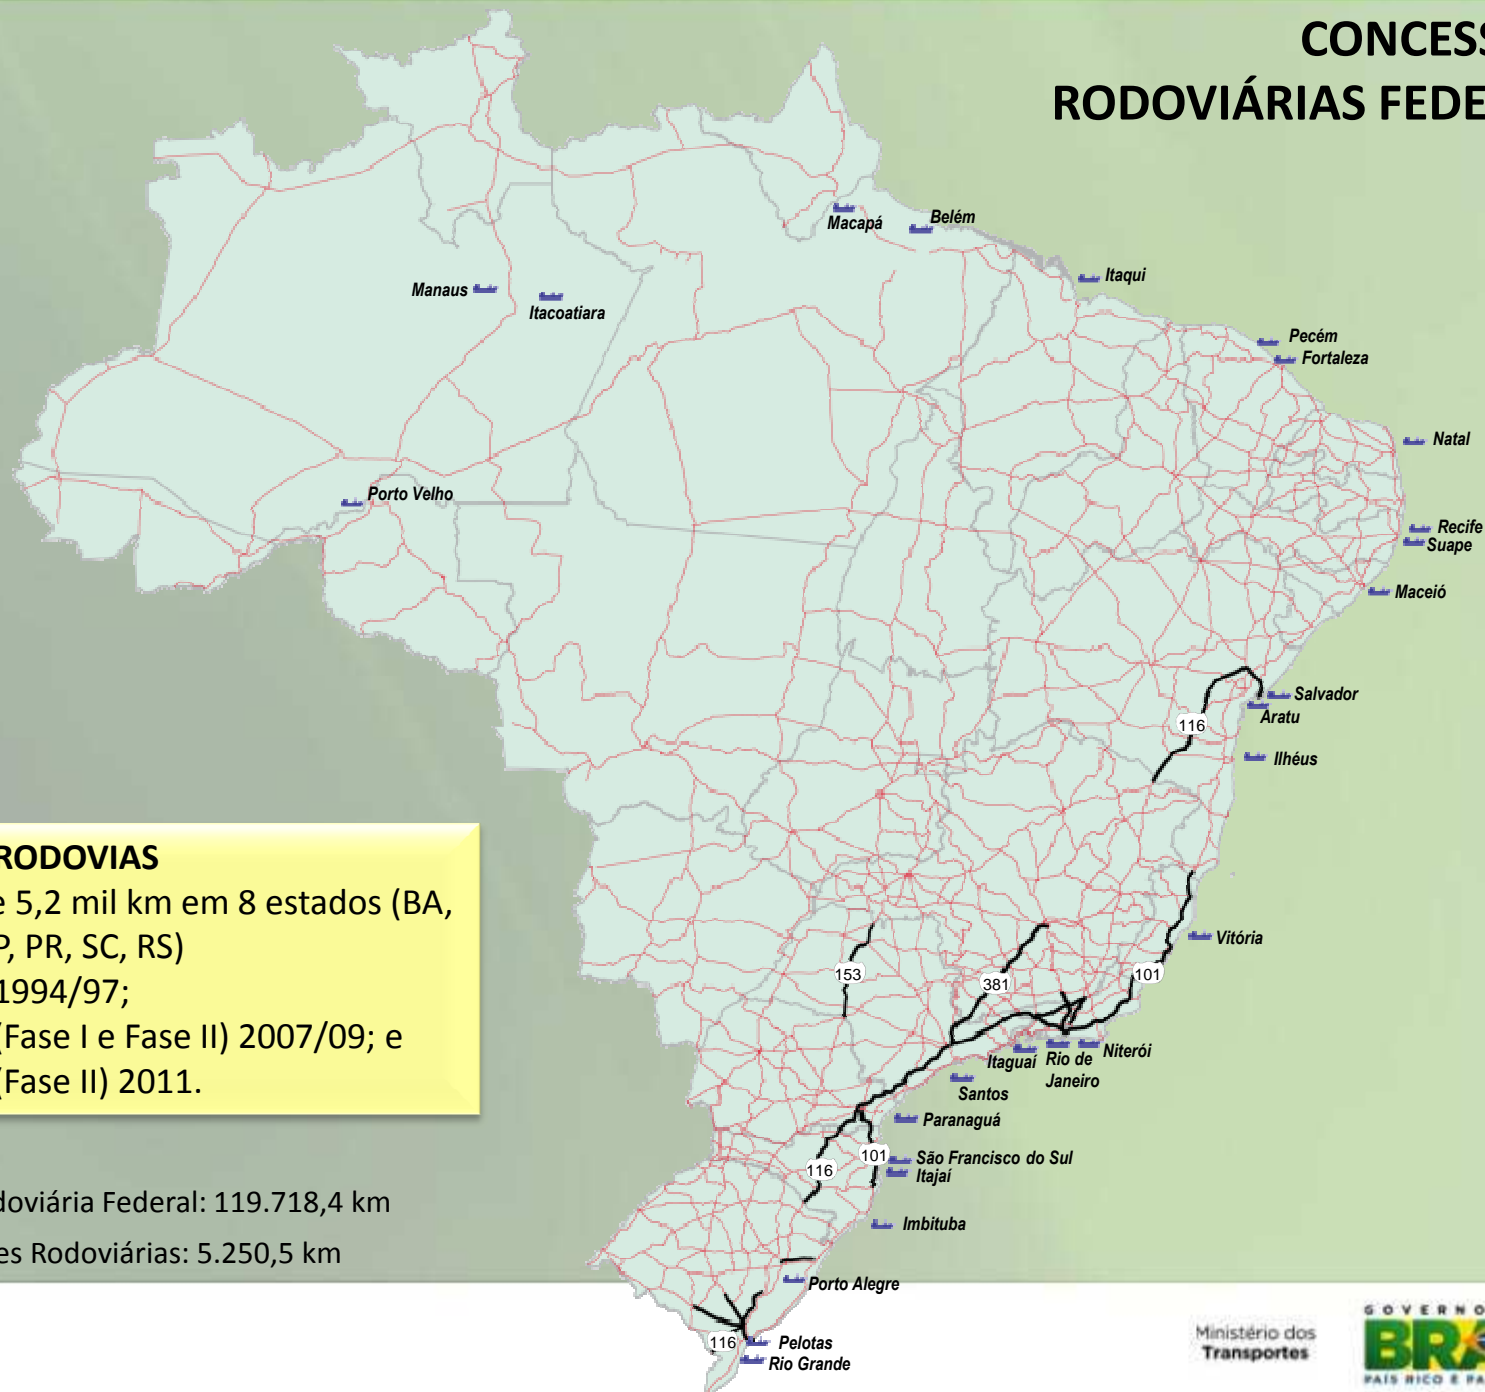 CONCESS
RODOVIÁRIAS FEDE
Macapá
Belém
Itaqui
Manaus
Itacoatiara
Pecém
Fortaleza
Natal
Porto Velho
Recife
Suape
Maceió
Salvador
Aratu
116
Ilhéus
RODOVIAS
e 5,2 mil km em 8 estados (BA,
P, PR, SC, RS)
1994/97;
(Fase I e Fase II) 2007/09; e
(Fase II) 2011.
Vitória
153
381
101
Itaguaí
Rio de
Janeiro
Niterói
Santos
Paranaguá
116
101
São Francisco do Sul
Itajaí
doviária Federal: 119.718,4 km
Imbituba
es Rodoviárias: 5.250,5 km
Porto Alegre
116
Pelotas
Rio Grande
Ministério dos
Transportes
GOVERNO
BRA
PAÍS RICO É PA